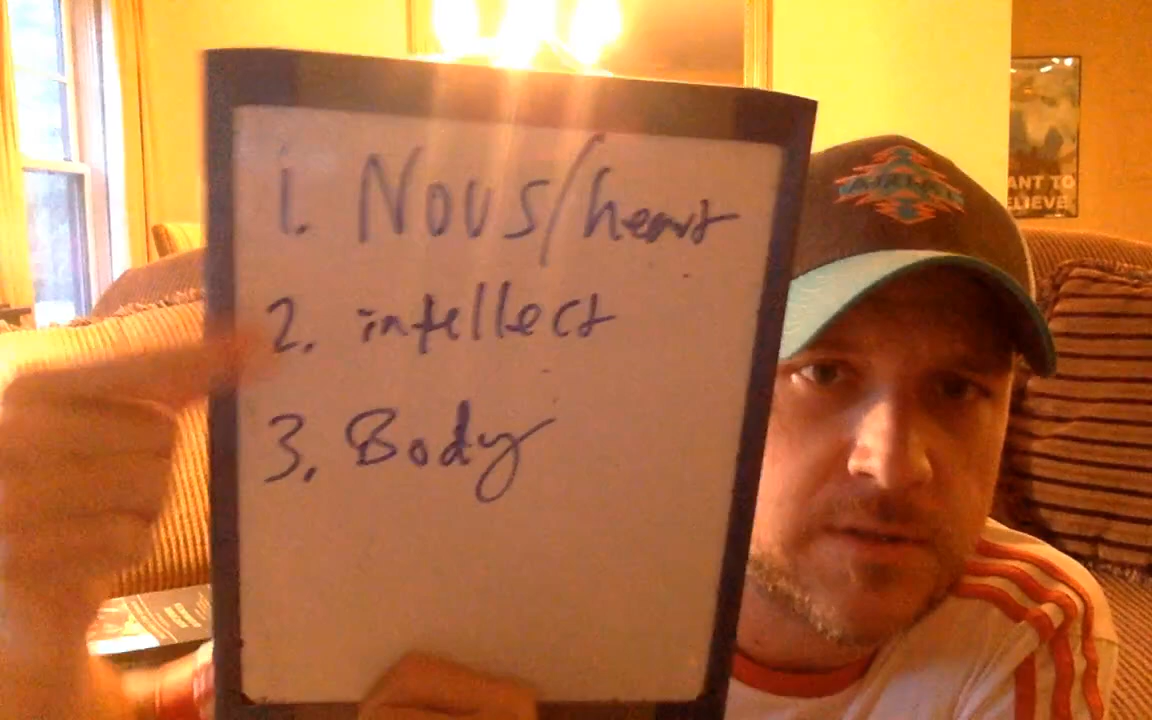 1. Nous/heart
2. intellect
3. Body
ANT TO
ELIEVE